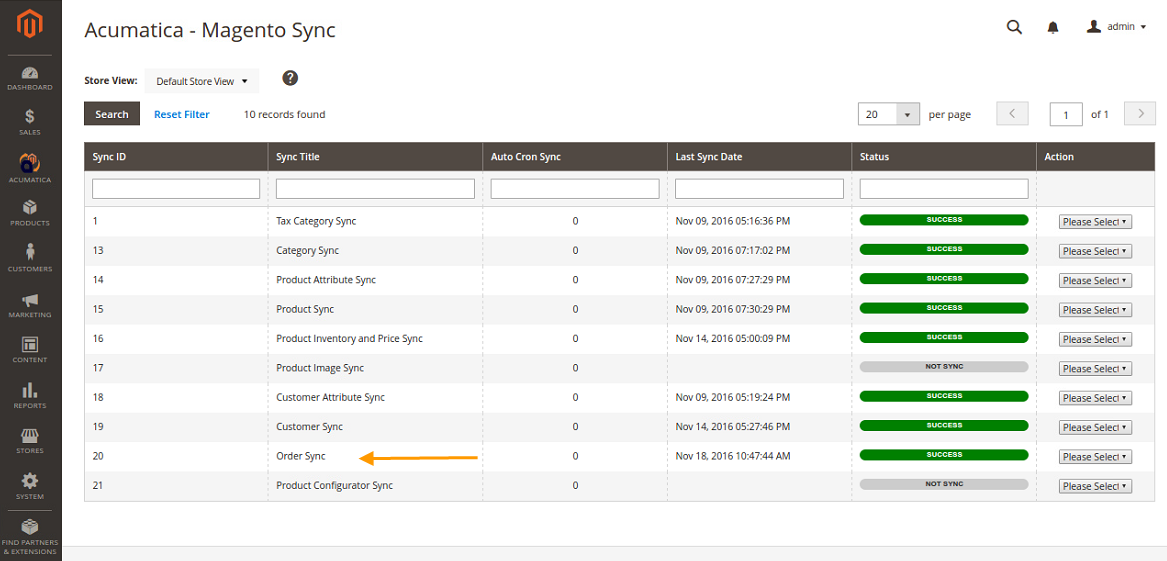 Acumatica - Magento Sync
admin
Store View: Default Store View ?
Search Reset Filter 10 records found 20 per page 1 of 1
Sync ID Sync Title Auto Cron Sync Last Sync Date Status Action
1 Tax Category Sync 0 Nov 09, 2016 05:16:36 PM SUCCESS Please Select
13 Category Sync 0 Nov 09, 2016 07:17:02 PM SUCCESS Please Select
14 Product Attribute Sync 0 Nov 09, 2016 07:27:29 PM SUCCESS Please Select
15 Product Sync 0 Nov 09, 2016 07:30:29 PM SUCCESS Please Select
16 Product Inventory and Price Sync 0 Nov 14, 2016 05:00:09 PM SUCCESS Please Select
17 Product Image Sync 0 NOT SYNC Please Select
18 Customer Attribute Sync 0 Nov 09, 2016 05:19:24 PM SUCCESS Please Select
19 Customer Sync 0 Nov 14, 2016 05:27:46 PM SUCCESS Please Select
20 Order Sync 0 Nov 18, 2016 10:47:44 AM SUCCESS Please Select
21 Product Configurator Sync 0 NOT SYNC Please Select
DASHBOARD
$
SALES
ACUMATICA
PRODUCTS
CUSTOMERS
MARKETING
CONTENT
REPORTS
STORES
SYSTEM
FIND PARTNERS
& EXTENSIONS